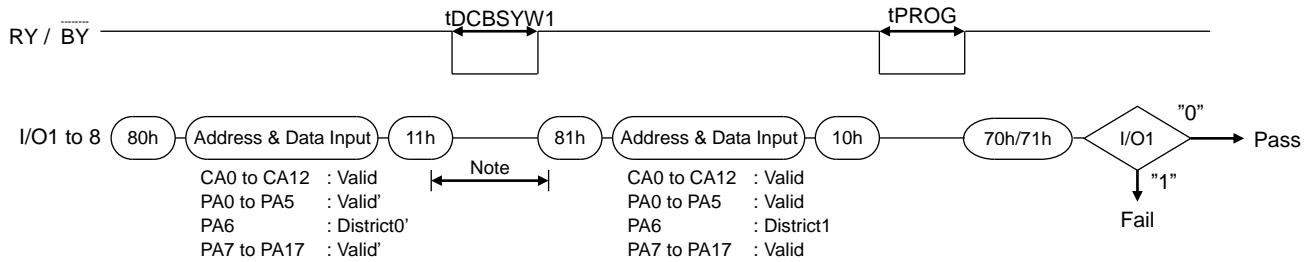 tDCBSYW1 tPROG
RY / BY
I/O1 to 8 80h Address & Data Input 11h 81h Address & Data Input 10h 70h/71h I/O1 ”0” Pass
Note
”1”
Fail
CA0 to CA12 : Valid
PA0 to PA5 : Valid’
PA6 : District0’
PA7 to PA17 : Valid’
CA0 to CA12 : Valid
PA0 to PA5 : Valid
PA6 : District1
PA7 to PA17 : Valid